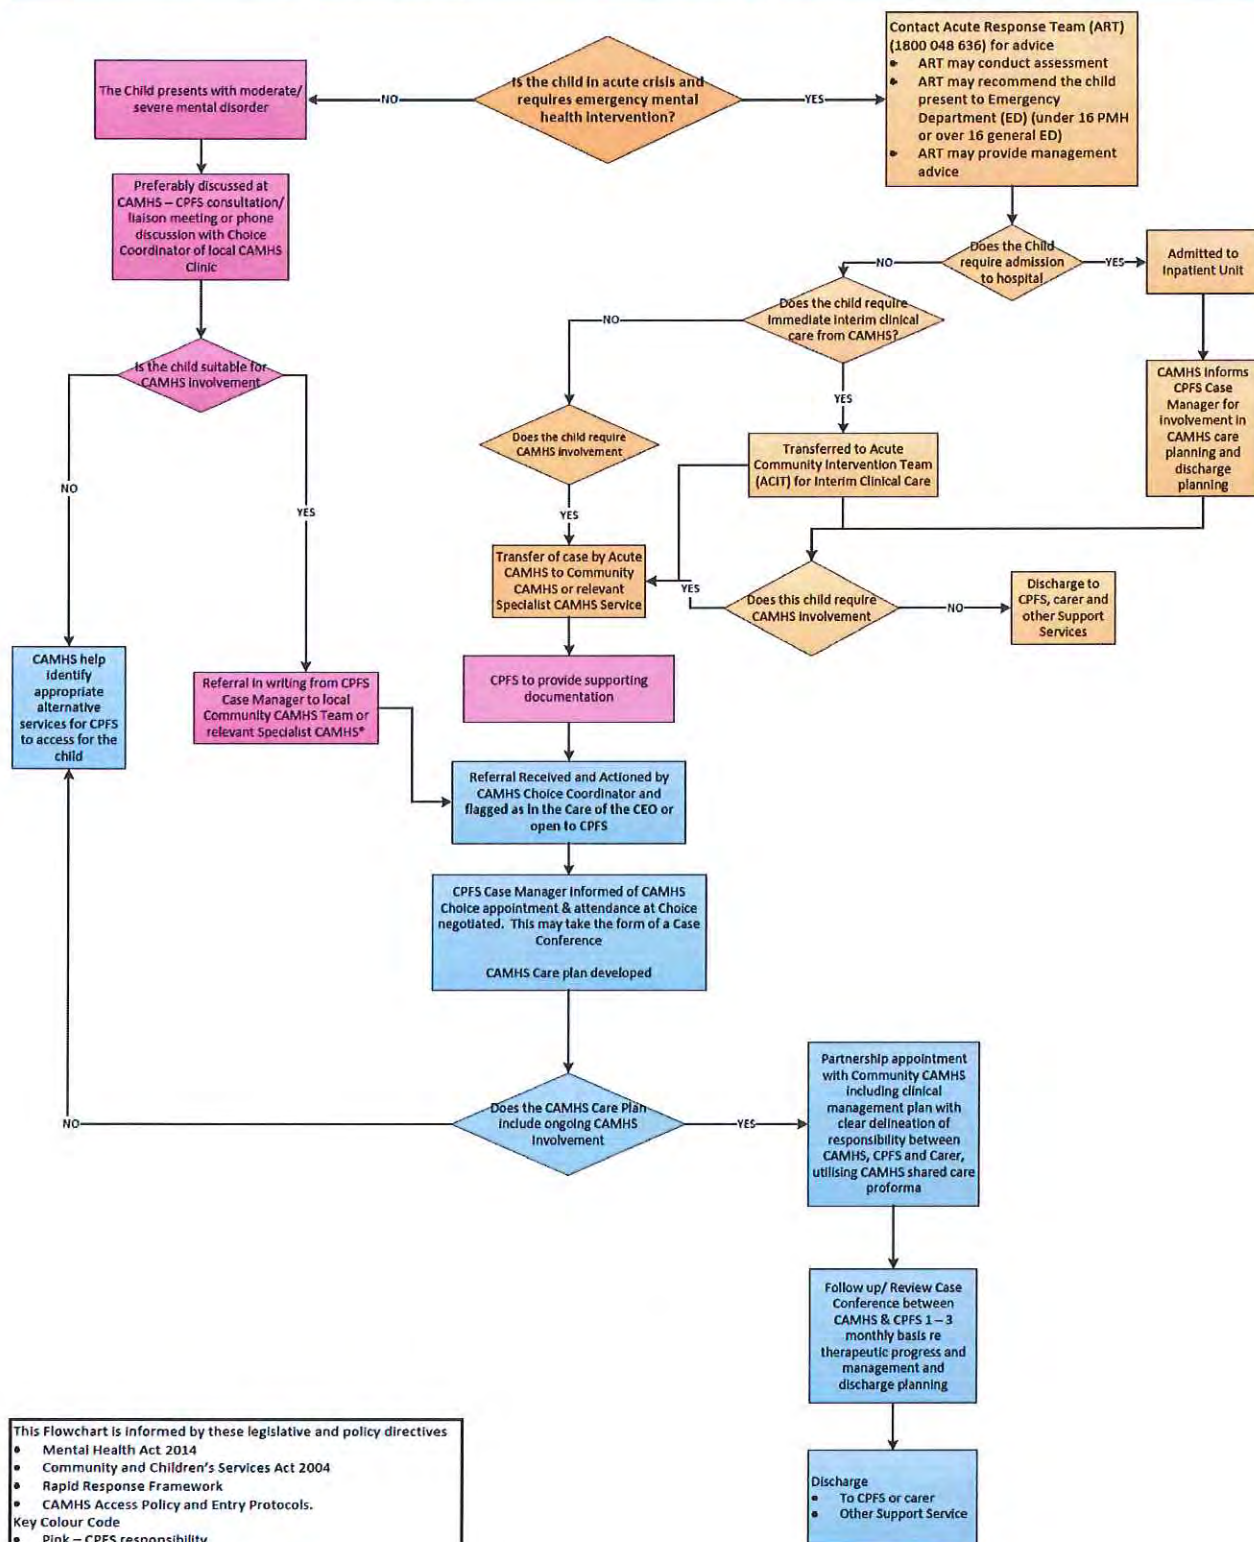 Is the child in acute crisis and
requires emergency mental
health intervention?
NO
YES
The Child presents with moderate/
severe mental disorder
Contact Acute Response Team (ART)
(1800 048 636) for advice
• ART may conduct assessment
• ART may recommend the child
present to Emergency
Department (ED) (under 16 PMH
or over 16 general ED)
• ART may provide management
advice
Preferably discussed at
CAMHS – CPFS consultation/
liaison meeting or phone
discussion with Choice
Coordinator of local CAMHS
Clinic
Does the Child
require admission
to hospital
NO
YES
Admitted to
Inpatient Unit
Does the child require
immediate interim clinical
care from CAMHS?
NO
YES
CAMHS informs
CPFS Case
Manager for
involvement in
CAMHS care
planning and
discharge
planning
Is the child suitable for
CAMHS involvement
NO
YES
Does the child require
CAMHS involvement
YES
Transferred to Acute
Community Intervention Team
(ACIT) for Interim Clinical Care
Transfer of case by Acute
CAMHS to Community
CAMHS or relevant
Specialist CAMHS Service
YES
Does this child require
CAMHS involvement
NO
Discharge to
CPFS, carer and
other Support
Services
CAMHS help
identify
appropriate
alternative
services for CPFS
to access for the
child
Referral in writing from CPFS
Case Manager to local
Community CAMHS Team or
relevant Specialist CAMHS*
CPFS to provide supporting
documentation
Referral Received and Actioned by
CAMHS Choice Coordinator and
flagged as in the Care of the CEO or
open to CPFS
CPFS Case Manager informed of CAMHS
Choice appointment & attendance at Choice
negotiated. This may take the form of a Case
Conference
CAMHS Care plan developed
Does the CAMHS Care Plan
include ongoing CAMHS
involvement
NO
YES
Partnership appointment
with Community CAMHS
including clinical
management plan with
clear delineation of
responsibility between
CAMHS, CPFS and Carer,
utilising CAMHS shared care
proforma
Follow up/ Review Case
Conference between
CAMHS & CPFS 1 – 3
monthly basis re
therapeutic progress and
management and
discharge planning
Discharge
• To CPFS or carer
• Other Support Service
This Flowchart is informed by these legislative and policy directives
• Mental Health Act 2014
• Community and Children's Services Act 2004
• Rapid Response Framework
• CAMHS Access Policy and Entry Protocols.
Key Colour Code
• Pink – CPFS responsibility